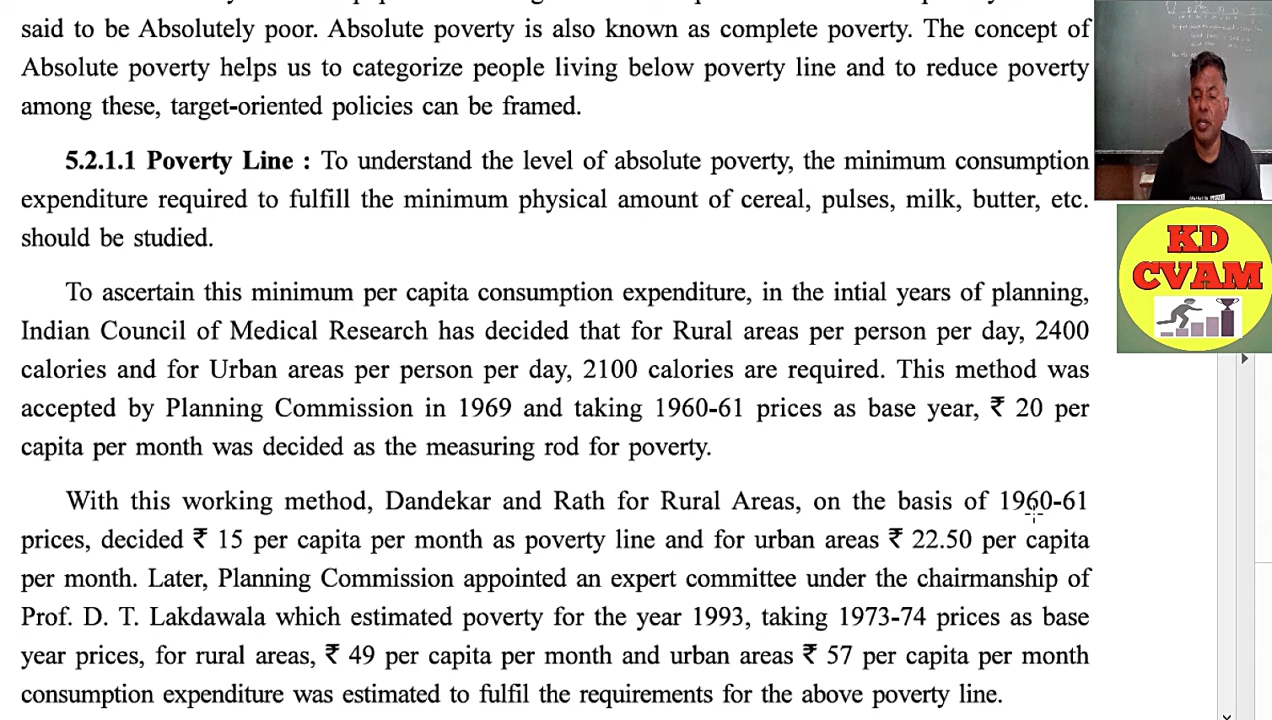 said to be Absolutely poor. Absolute poverty is also known as complete poverty. The concept of
Absolute poverty helps us to categorize people living below poverty line and to reduce poverty
among these, target-oriented policies can be framed.
5.2.1.1 Poverty Line : To understand the level of absolute poverty, the minimum consumption
expenditure required to fulfill the minimum physical amount of cereal, pulses, milk, butter, etc.
should be studied.
To ascertain this minimum per capita consumption expenditure, in the intial years of planning,
Indian Council of Medical Research has decided that for Rural areas per person per day, 2400
calories and for Urban areas per person per day, 2100 calories are required. This method was
accepted by Planning Commission in 1969 and taking 1960-61 prices as base year, ₹ 20 per
capita per month was decided as the measuring rod for poverty.
With this working method, Dandekar and Rath for Rural Areas, on the basis of 1960-61
prices, decided ₹ 15 per capita per month as poverty line and for urban areas ₹ 22.50 per capita
per month. Later, Planning Commission appointed an expert committee under the chairmanship of
Prof. D. T. Lakdawala which estimated poverty for the year 1993, taking 1973-74 prices as base
year prices, for rural areas, ₹ 49 per capita per month and urban areas ₹ 57 per capita per month
consumption expenditure was estimated to fulfil the requirements for the above poverty line.
KD
CVAM